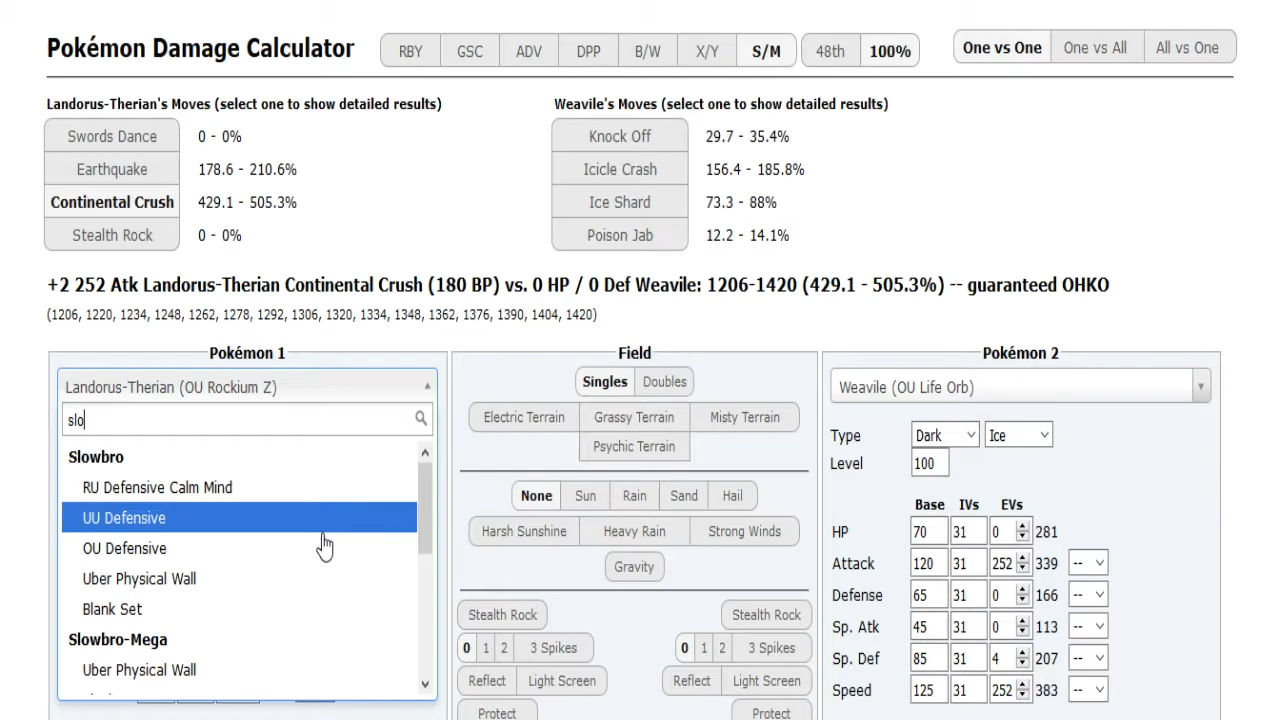 Pokémon Damage Calculator
RBY GSC ADV DPP B/W X/Y S/M 48th 100% One vs One One vs All All vs One
Landorus-Therian's Moves (select one to show detailed results)
Swords Dance 0 - 0%
Earthquake 178.6 - 210.6%
Continental Crush 429.1 - 505.3%
Stealth Rock 0 - 0%
Weavile's Moves (select one to show detailed results)
Knock Off 29.7 - 35.4%
Icicle Crash 156.4 - 185.8%
Ice Shard 73.3 - 88%
Poison Jab 12.2 - 14.1%
+2 252 Atk Landorus-Therian Continental Crush (180 BP) vs. 0 HP / 0 Def Weavile: 1206-1420 (429.1 - 505.3%) -- guaranteed OHKO
(1206, 1220, 1234, 1248, 1262, 1278, 1292, 1306, 1320, 1334, 1348, 1362, 1376, 1390, 1404, 1420)
Pokémon 1
Landorus-Therian (OU Rockium Z)
slo
Slowbro
RU Defensive Calm Mind
UU Defensive
OU Defensive
Uber Physical Wall
Blank Set
Slowbro-Mega
Uber Physical Wall
Field
Singles Doubles
Electric Terrain Grassy Terrain Misty Terrain
Psychic Terrain
None Sun Rain Sand Hail
Harsh Sunshine Heavy Rain Strong Winds
Gravity
Stealth Rock Stealth Rock
0 1 2 3 Spikes 0 1 2 3 Spikes
Reflect Light Screen Reflect Light Screen
Protect Protect
Pokémon 2
Weavile (OU Life Orb)
Type Dark Ice
Level 100
Base IVs EVs
HP 70 31 0 281
Attack 120 31 252 339 --
Defense 65 31 0 166 --
Sp. Atk 45 31 0 113 --
Sp. Def 85 31 4 207 --
Speed 125 31 252 383 --